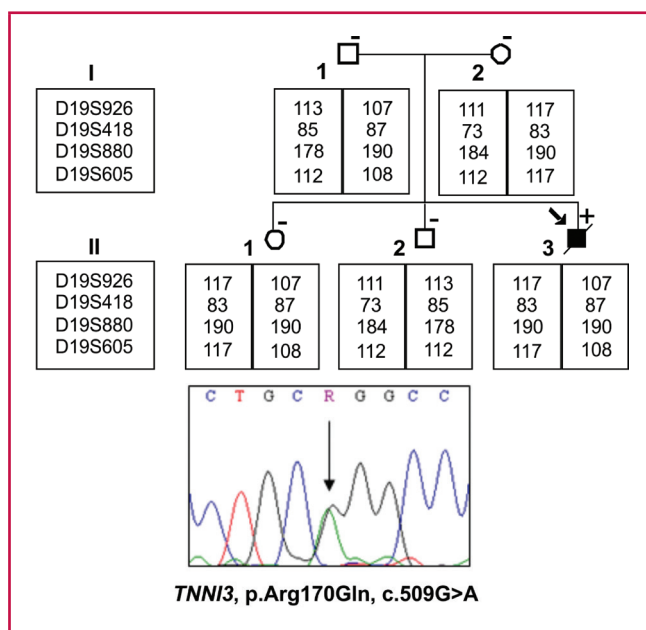 I
1
-
2
-
D19S926
D19S418
D19S880
D19S605
113 107
85 87
178 190
112 108
111 117
73 83
184 190
112 117
II
1
-
2
-
3
+
D19S926
D19S418
D19S880
D19S605
117 107
83 87
190 190
117 108
111 113
73 85
184 178
112 112
117 107
83 87
190 190
117 108
C T G C R G G C C
TNNI3, p.Arg170Gln, c.509G>A